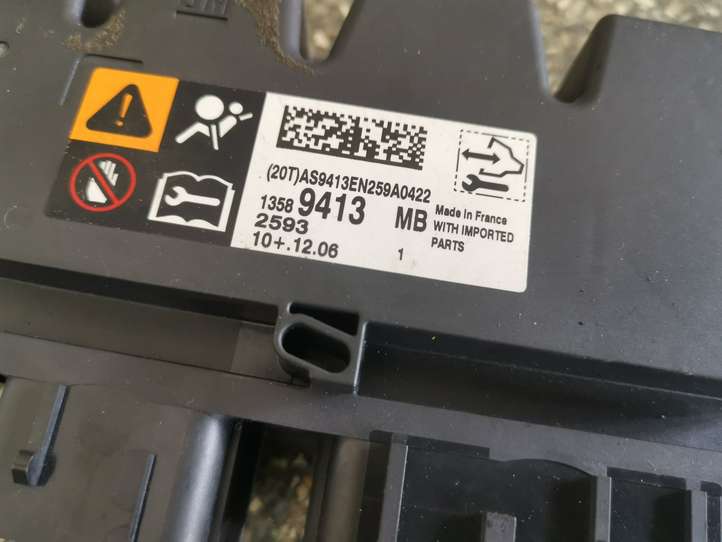 (20T)AS9413EN259A0422
1358 9413 MB
2593
10+.12.06 1
Made in France
WITH IMPORTED
PARTS